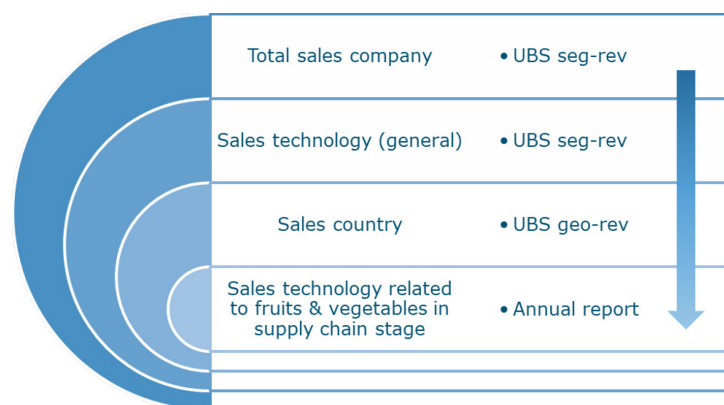 Total sales company • UBS seg-rev
Sales technology (general) • UBS seg-rev
Sales country • UBS geo-rev
Sales technology related
to fruits & vegetables in • Annual report
supply chain stage